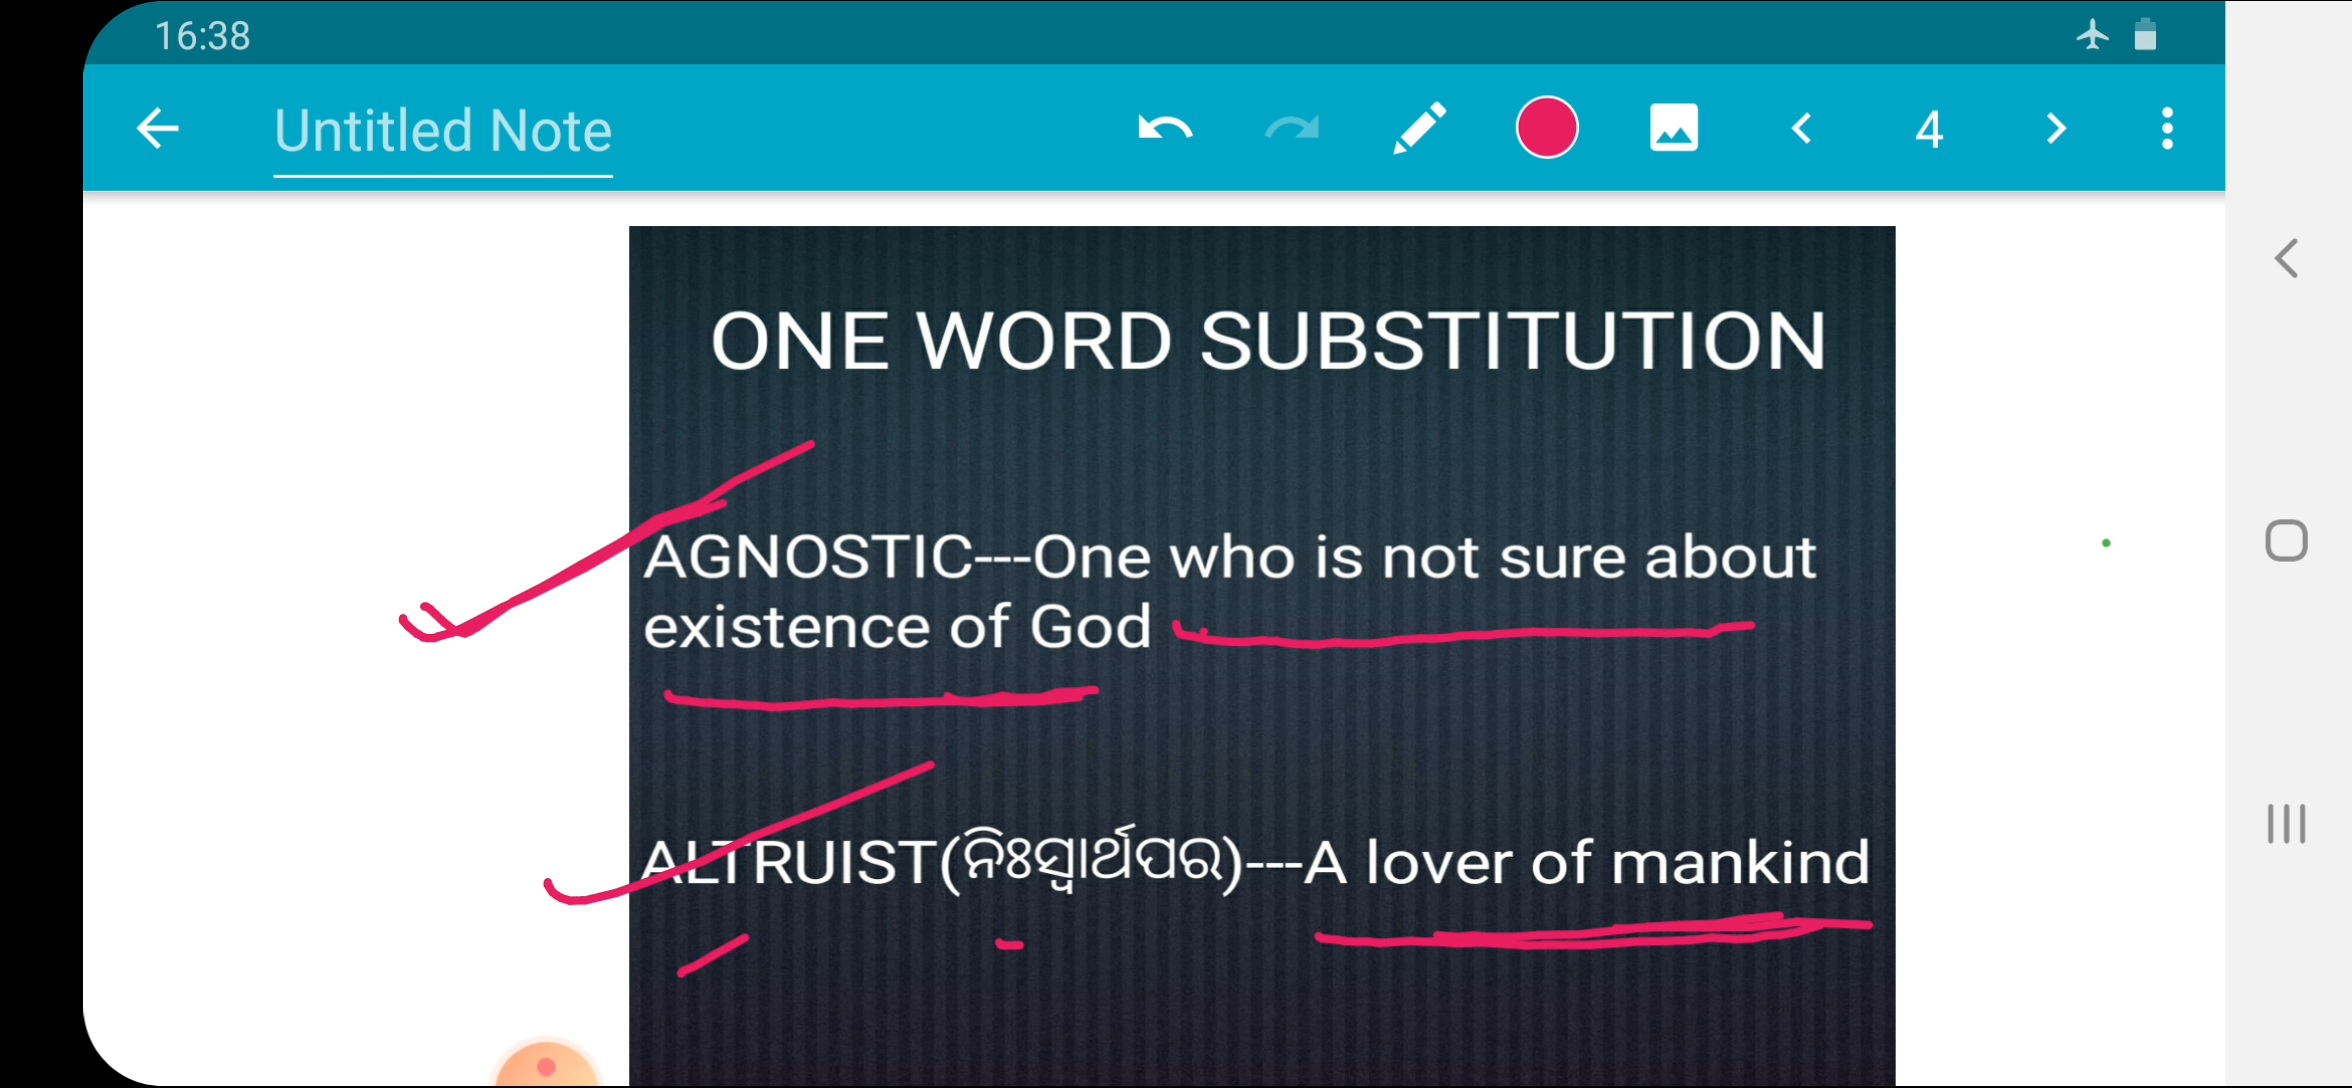 16:38
Untitled Note
4
ONE WORD SUBSTITUTION
AGNOSTIC---One who is not sure about
existence of God
ALTRUIST(ନିଃସ୍ୱାର୍ଥପର)---A lover of mankind